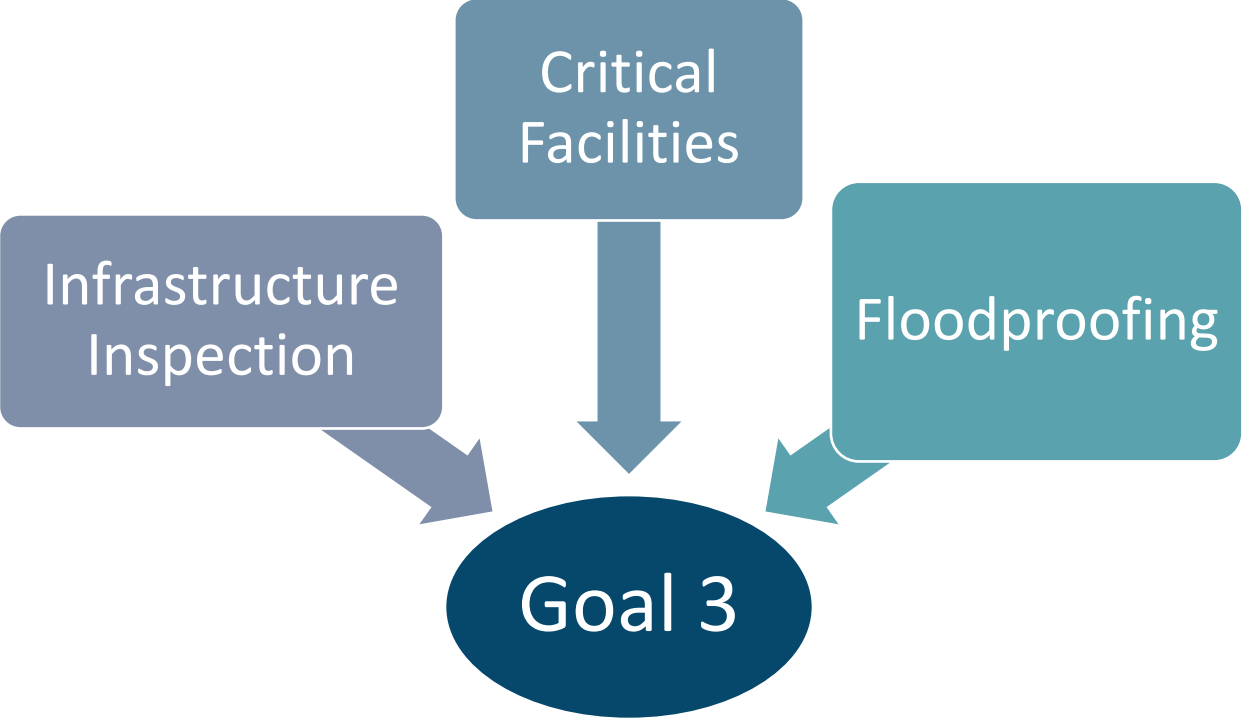 Critical
Facilities
Infrastructure
Inspection
Floodproofing
Goal 3